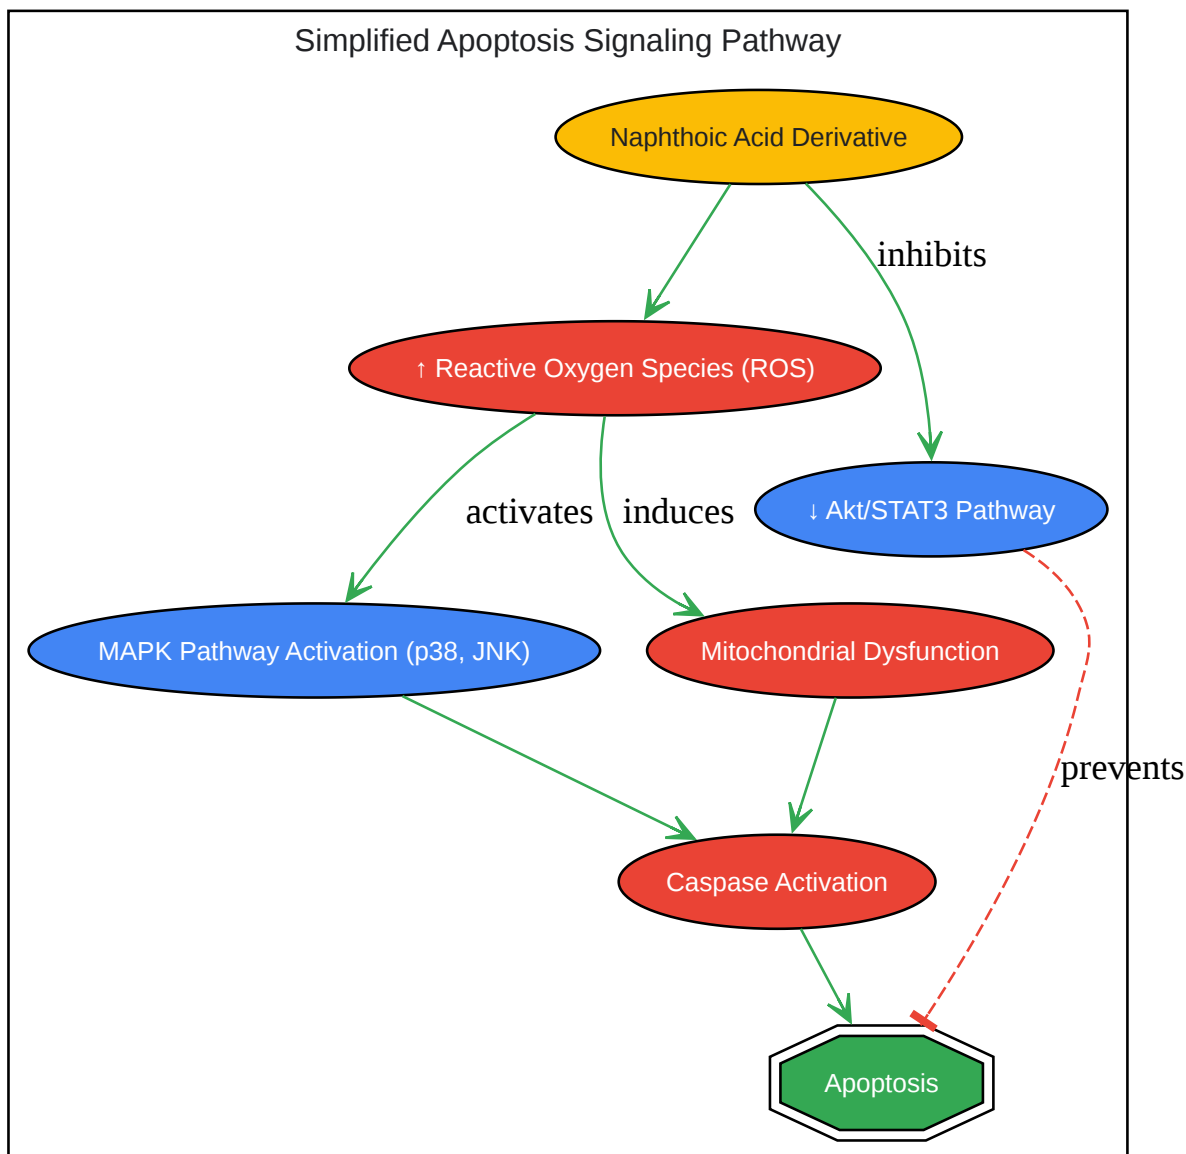 Simplified Apoptosis Signaling Pathway
Naphthoic Acid Derivative
inhibits
↑ Reactive Oxygen Species (ROS)
activates
induces
↓ Akt/STAT3 Pathway
MAPK Pathway Activation (p38, JNK)
Mitochondrial Dysfunction
prevents
Caspase Activation
Apoptosis